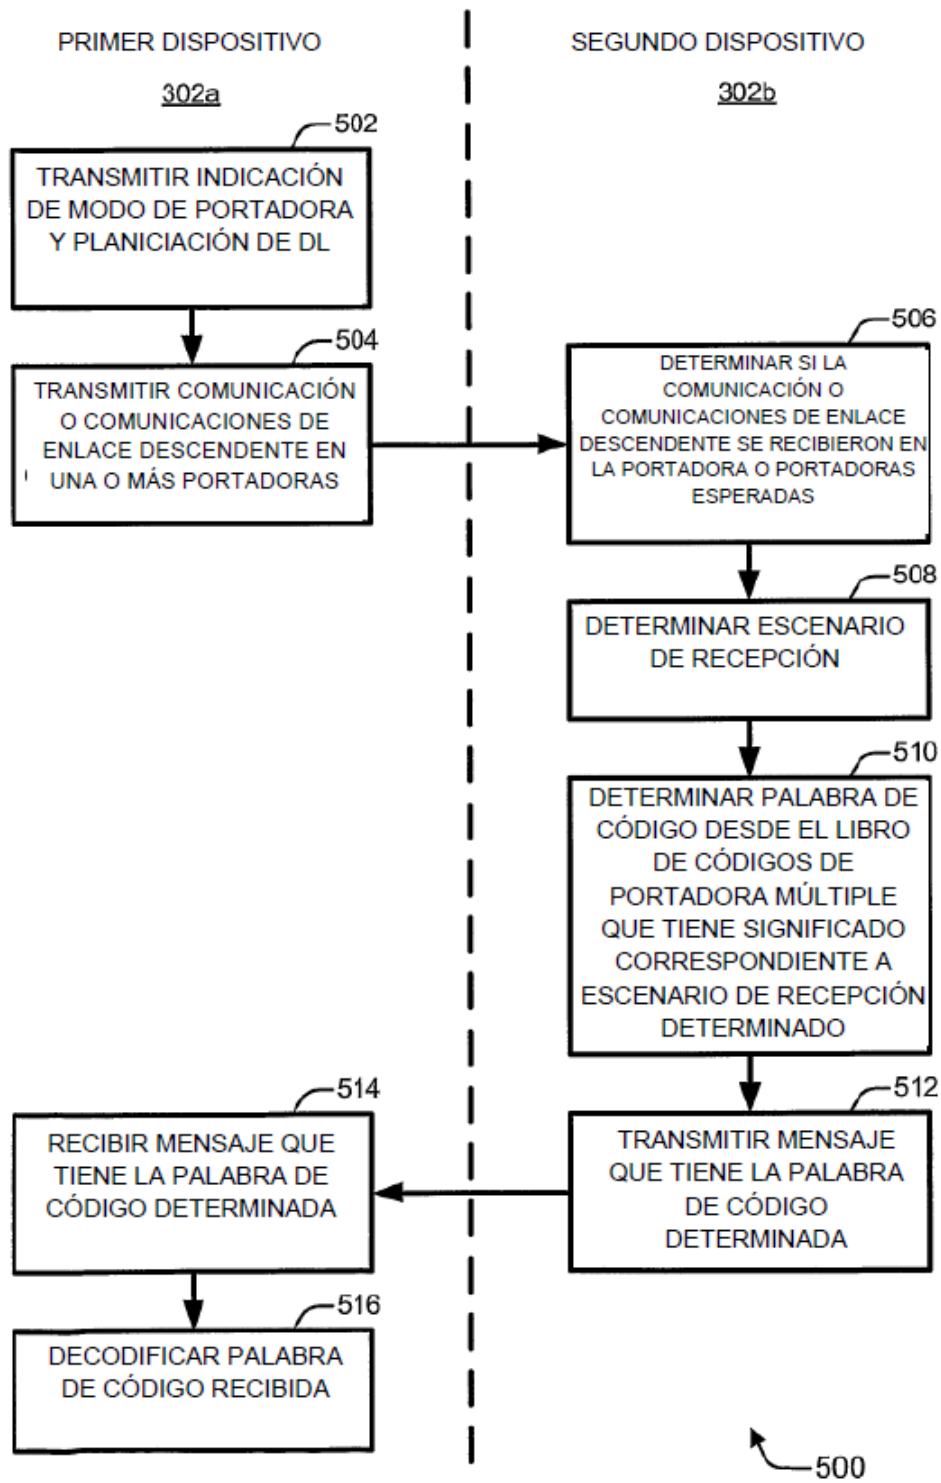 PRIMER DISPOSITIVO
302a
SEGUNDO DISPOSITIVO
302b
502
TRANSMITIR INDICACIÓN
DE MODO DE PORTADORA
Y PLANICIACIÓN DE DL
504
TRANSMITIR COMUNICACIÓN
O COMUNICACIONES DE
ENLACE DESCENDENTE EN
UNA O MÁS PORTADORAS
506
DETERMINAR SI LA
COMUNICACIÓN O
COMUNICACIONES DE ENLACE
DESCENDENTE SE RECIBIERON EN
LA PORTADORA O PORTADORAS
ESPERADAS
508
DETERMINAR ESCENARIO
DE RECEPCIÓN
510
DETERMINAR PALABRA DE
CÓDIGO DESDE EL LIBRO
DE CÓDIGOS DE
PORTADORA MÚLTIPLE
QUE TIENE SIGNIFICADO
CORRESPONDIENTE A
ESCENARIO DE RECEPCIÓN
DETERMINADO
512
TRANSMITIR MENSAJE
QUE TIENE LA PALABRA
DE CÓDIGO
DETERMINADA
514
RECIBIR MENSAJE QUE
TIENE LA PALABRA DE
CÓDIGO DETERMINADA
516
DECODIFICAR PALABRA
DE CÓDIGO RECIBIDA
500